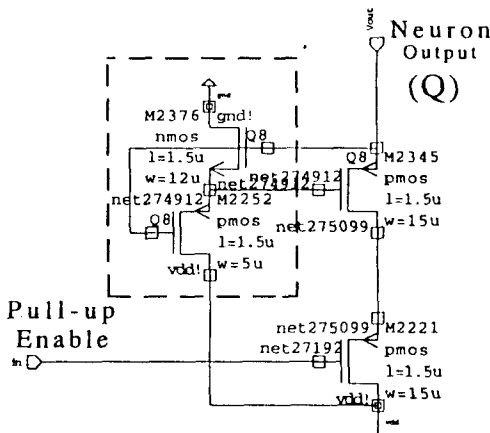 Vout
Neuron
Output
(Q)
gnd
M2376 gnd!
nmos
Q8
l=1.5u
w=12u
net274912
net274912
M2252
Q8
pmos
l=1.5u
w=5u
vdd!
Q8
M2345
net274912
pmos
l=1.5u
w=15u
net275099
Pull-up
Enable
in
net275099
M2221
net27192
pmos
l=1.5u
w=15u
vdd!
vdd